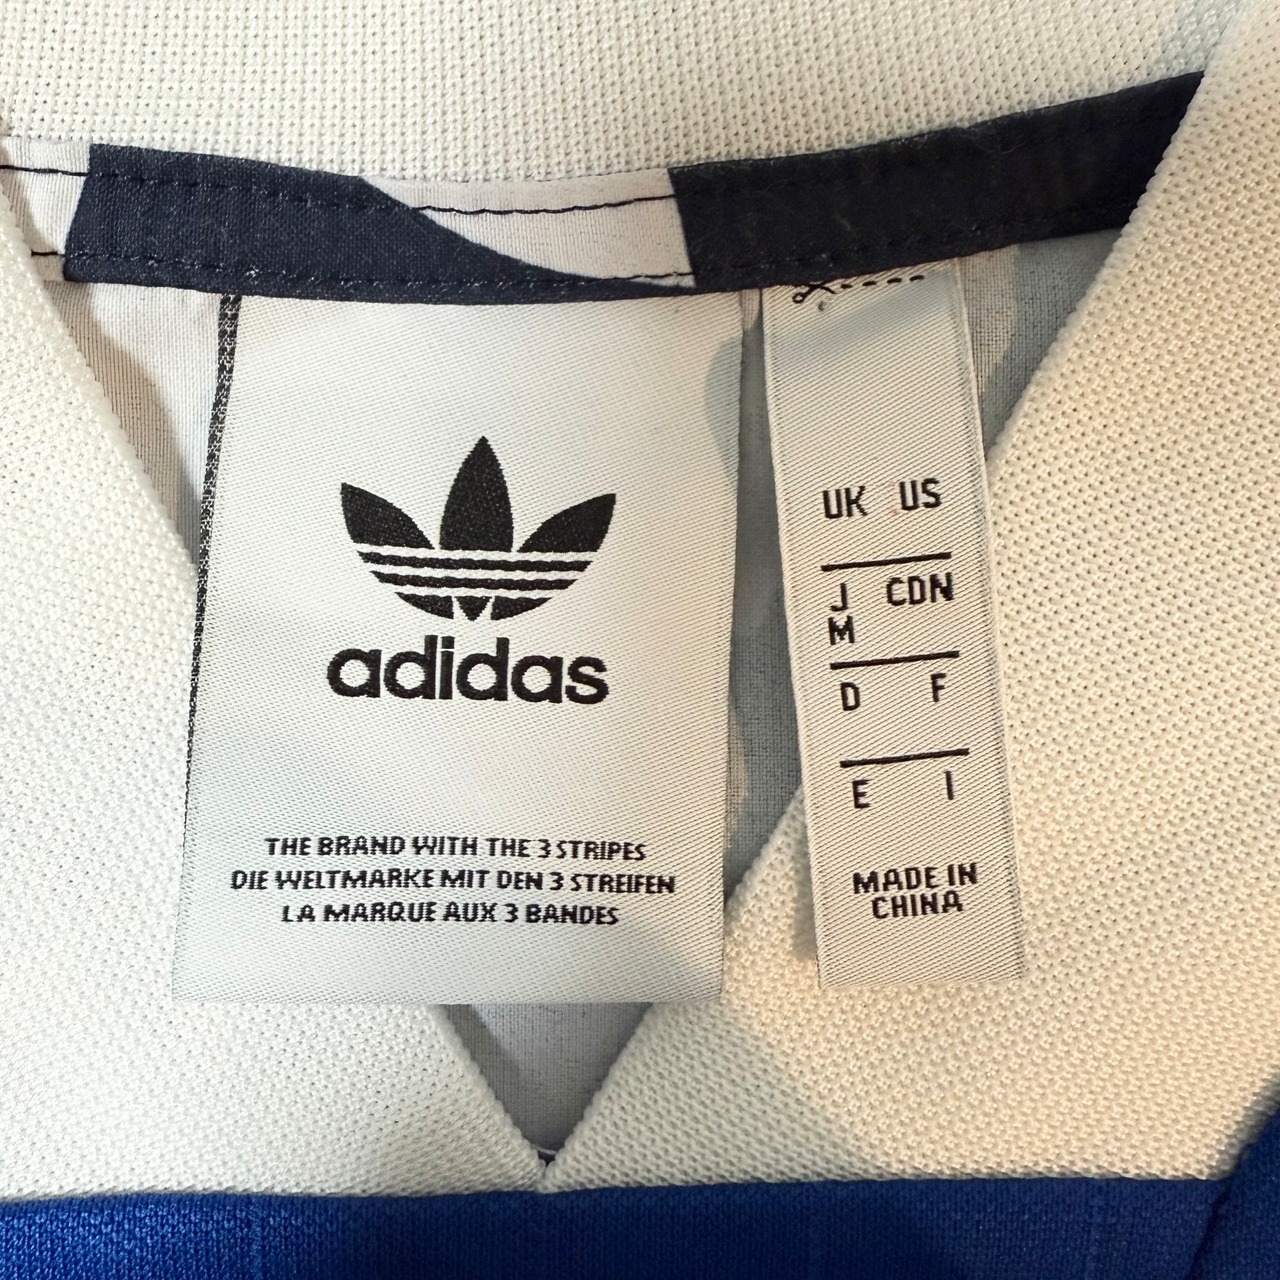 adidas
THE BRAND WITH THE 3 STRIPES
DIE WELTMARKE MIT DEN 3 STREIFEN
LA MARQUE AUX 3 BANDES
UK US
J CDN
M
D F
E I
MADE IN
CHINA